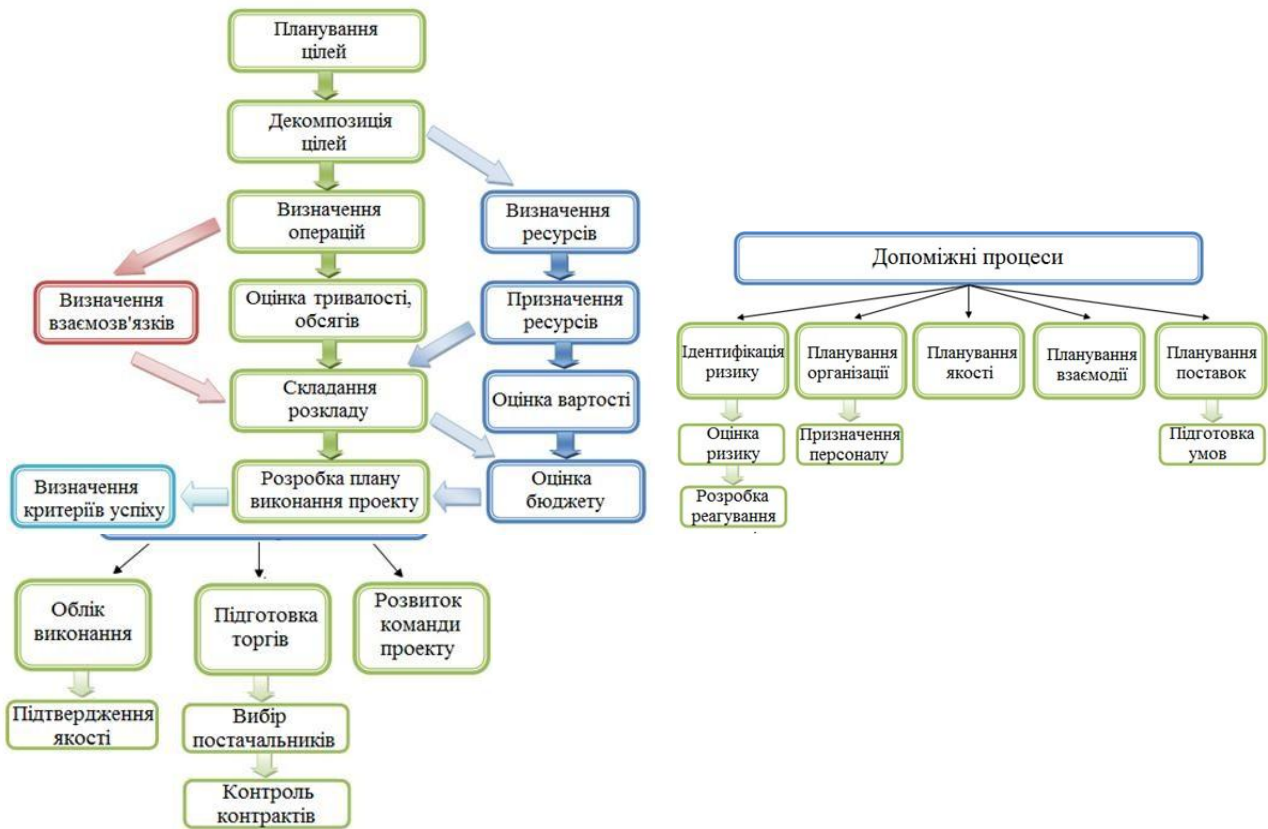 Планування
цілей
Декомпозиція
цілей
Визначення
операцій
Визначення
ресурсів
Визначення
взаємозв'язків
Оцінка тривалості,
обсягів
Призначення
ресурсів
Складання
розкладу
Оцінка вартості
Визначення
критеріїв успіху
Розробка плану
виконання проекту
Оцінка
бюджету
Допоміжні процеси
Ідентифікація
ризику
Планування
організації
Планування
якості
Планування
взаємодії
Планування
поставок
Оцінка
ризику
Призначення
персоналу
Підготовка
умов
Розробка
реагування
Облік
виконання
Підготовка
торгів
Розвиток
команди
проекту
Підтвердження
якості
Вибір
постачальників
Контроль
контрактів